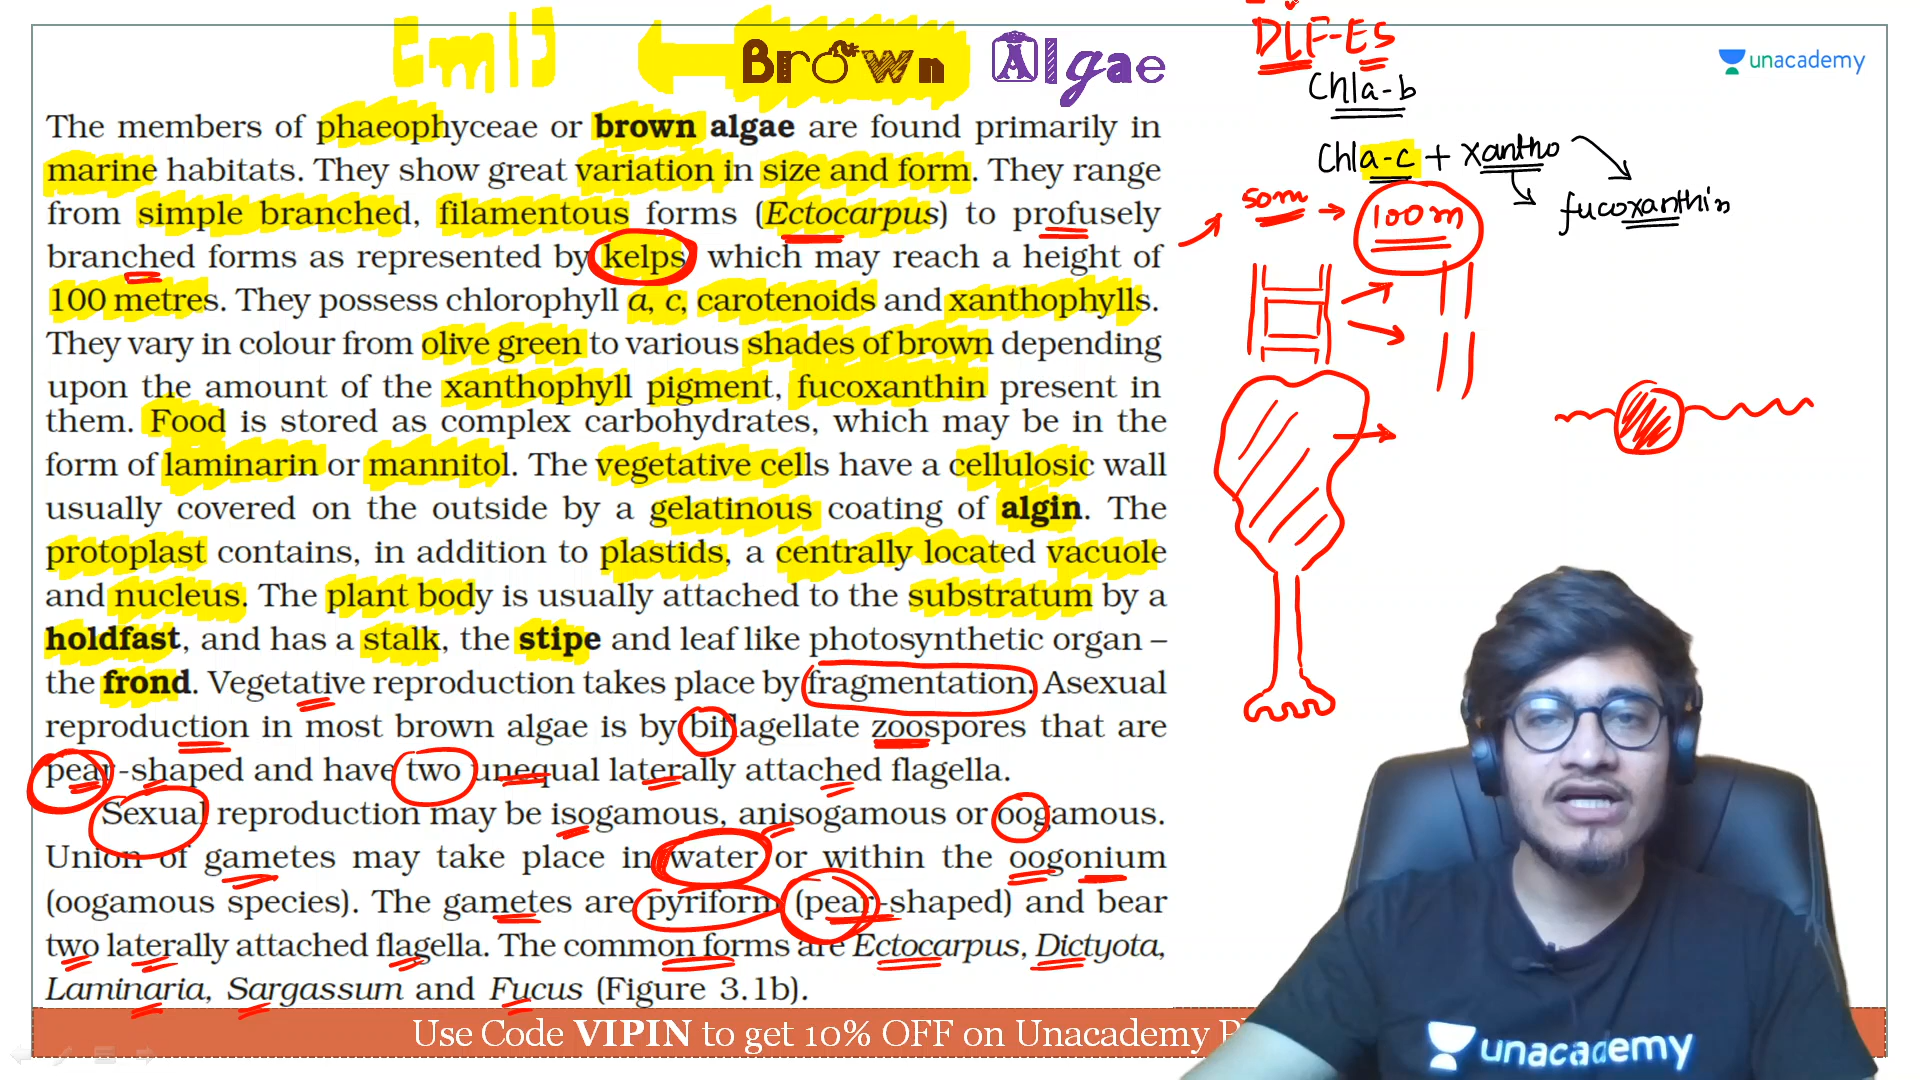 Brown Algae
DLF-ES
unacademy
Chla-b
The members of phaeophyceae or brown algae are found primarily in
marine habitats. They show great variation in size and form. They range
from simple branched, filamentous forms (Ectocarpus) to profusely
branched forms as represented by kelps, which may reach a height of
100 metres. They possess chlorophyll a, c, carotenoids and xanthophylls.
They vary in colour from olive green to various shades of brown depending
upon the amount of the xanthophyll pigment, fucoxanthin present in
them. Food is stored as complex carbohydrates, which may be in the
form of laminarin or mannitol. The vegetative cells have a cellulosic wall
usually covered on the outside by a gelatinous coating of algin. The
protoplast contains, in addition to plastids, a centrally located vacuole
and nucleus. The plant body is usually attached to the substratum by a
holdfast, and has a stalk, the stipe and leaf like photosynthetic organ –
the frond. Vegetative reproduction takes place by fragmentation. Asexual
reproduction in most brown algae is by biflagellate zoospores that are
pear-shaped and have two unequal laterally attached flagella.
Sexual reproduction may be isogamous, anisogamous or oogamous.
Union of gametes may take place in water or within the oogonium
(oogamous species). The gametes are pyriform (pear-shaped) and bear
two laterally attached flagella. The common forms are Ectocarpus, Dictyota,
Laminaria, Sargassum and Fucus (Figure 3.1b).
Chla-c + Xantho
fucoxanthin
50m → 100m
Use Code VIPIN to get 10% OFF on Unacademy
unacademy